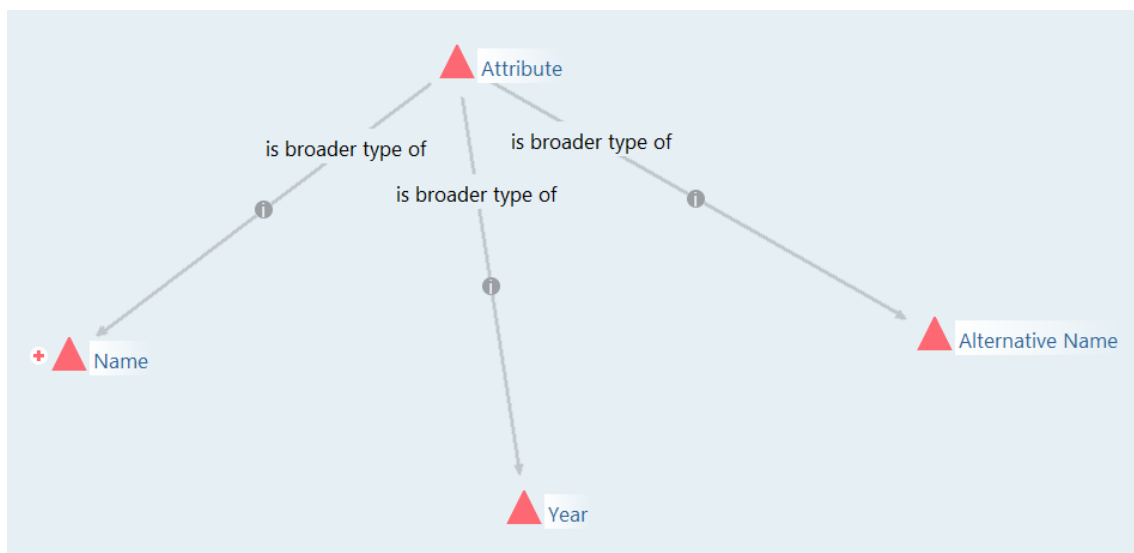 Attribute
is broader type of
is broader type of
is broader type of
i
i
i
Alternative Name
Name
Year